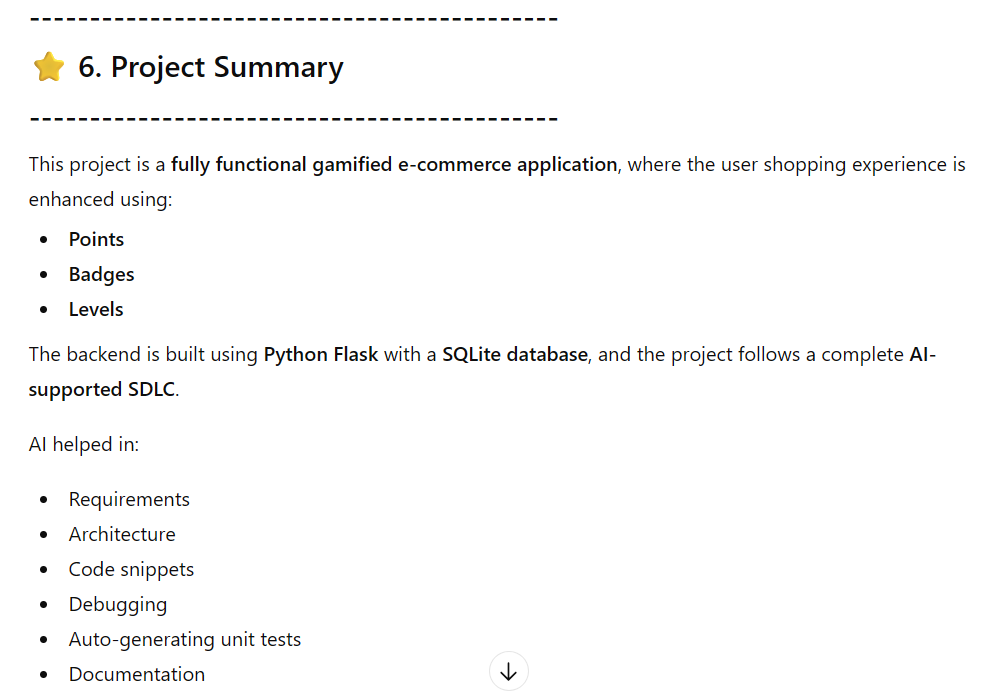 --------------------------------------------
⭐ 6. Project Summary
--------------------------------------------
This project is a fully functional gamified e-commerce application, where the user shopping experience is
enhanced using:
• Points
• Badges
• Levels
The backend is built using Python Flask with a SQLite database, and the project follows a complete AI-
supported SDLC.
AI helped in:
• Requirements
• Architecture
• Code snippets
• Debugging
• Auto-generating unit tests
• Documentation